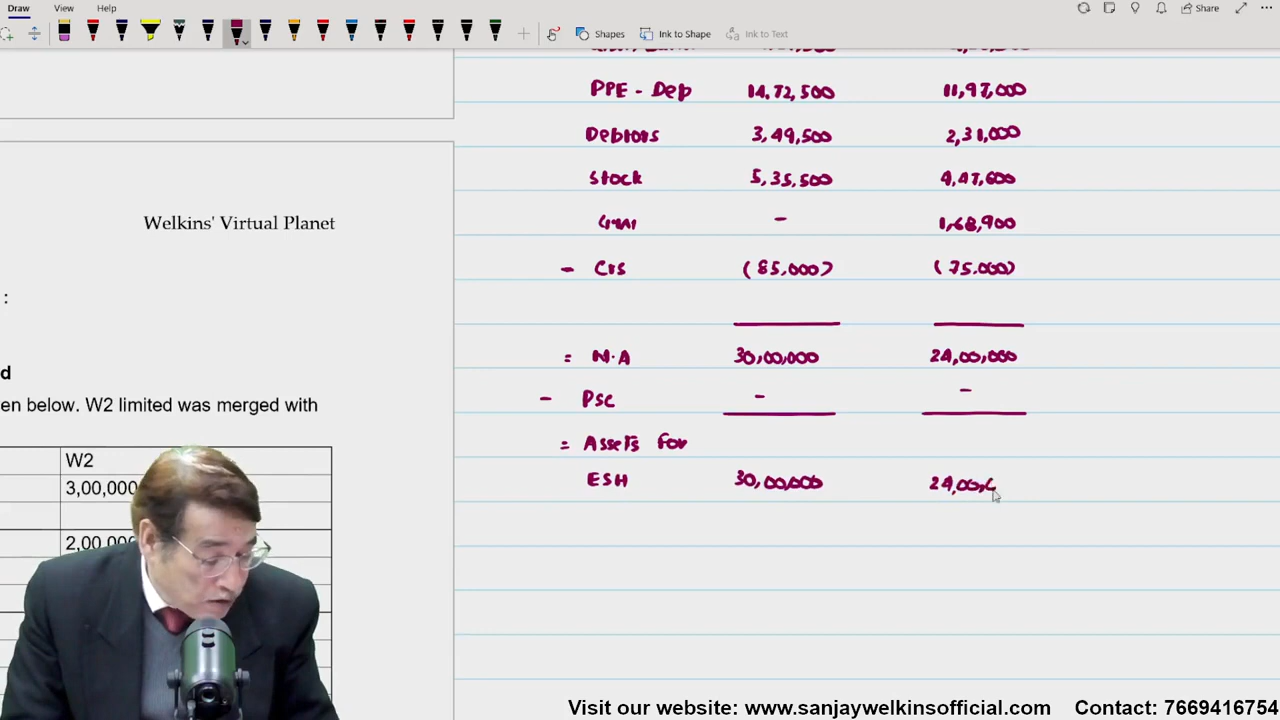 Draw View Help
Share
Shapes Ink to Shape Ink to Text
PPE - Dep 14,72,500 11,97,000
Debtors 3,49,500 2,31,000
Stock 5,35,500 4,47,600
- 1,68,900
- Crs (85,000) (75,000)
= N.A 30,00,000 24,00,000
- PSC - -
= Assets for
ESH 30,00,000 24,00,
Welkins' Virtual Planet
:
d
en below. W2 limited was merged with
W2
3,00,000
2,00,000
Visit our website: www.sanjaywelkinsofficial.com Contact: 7669416754